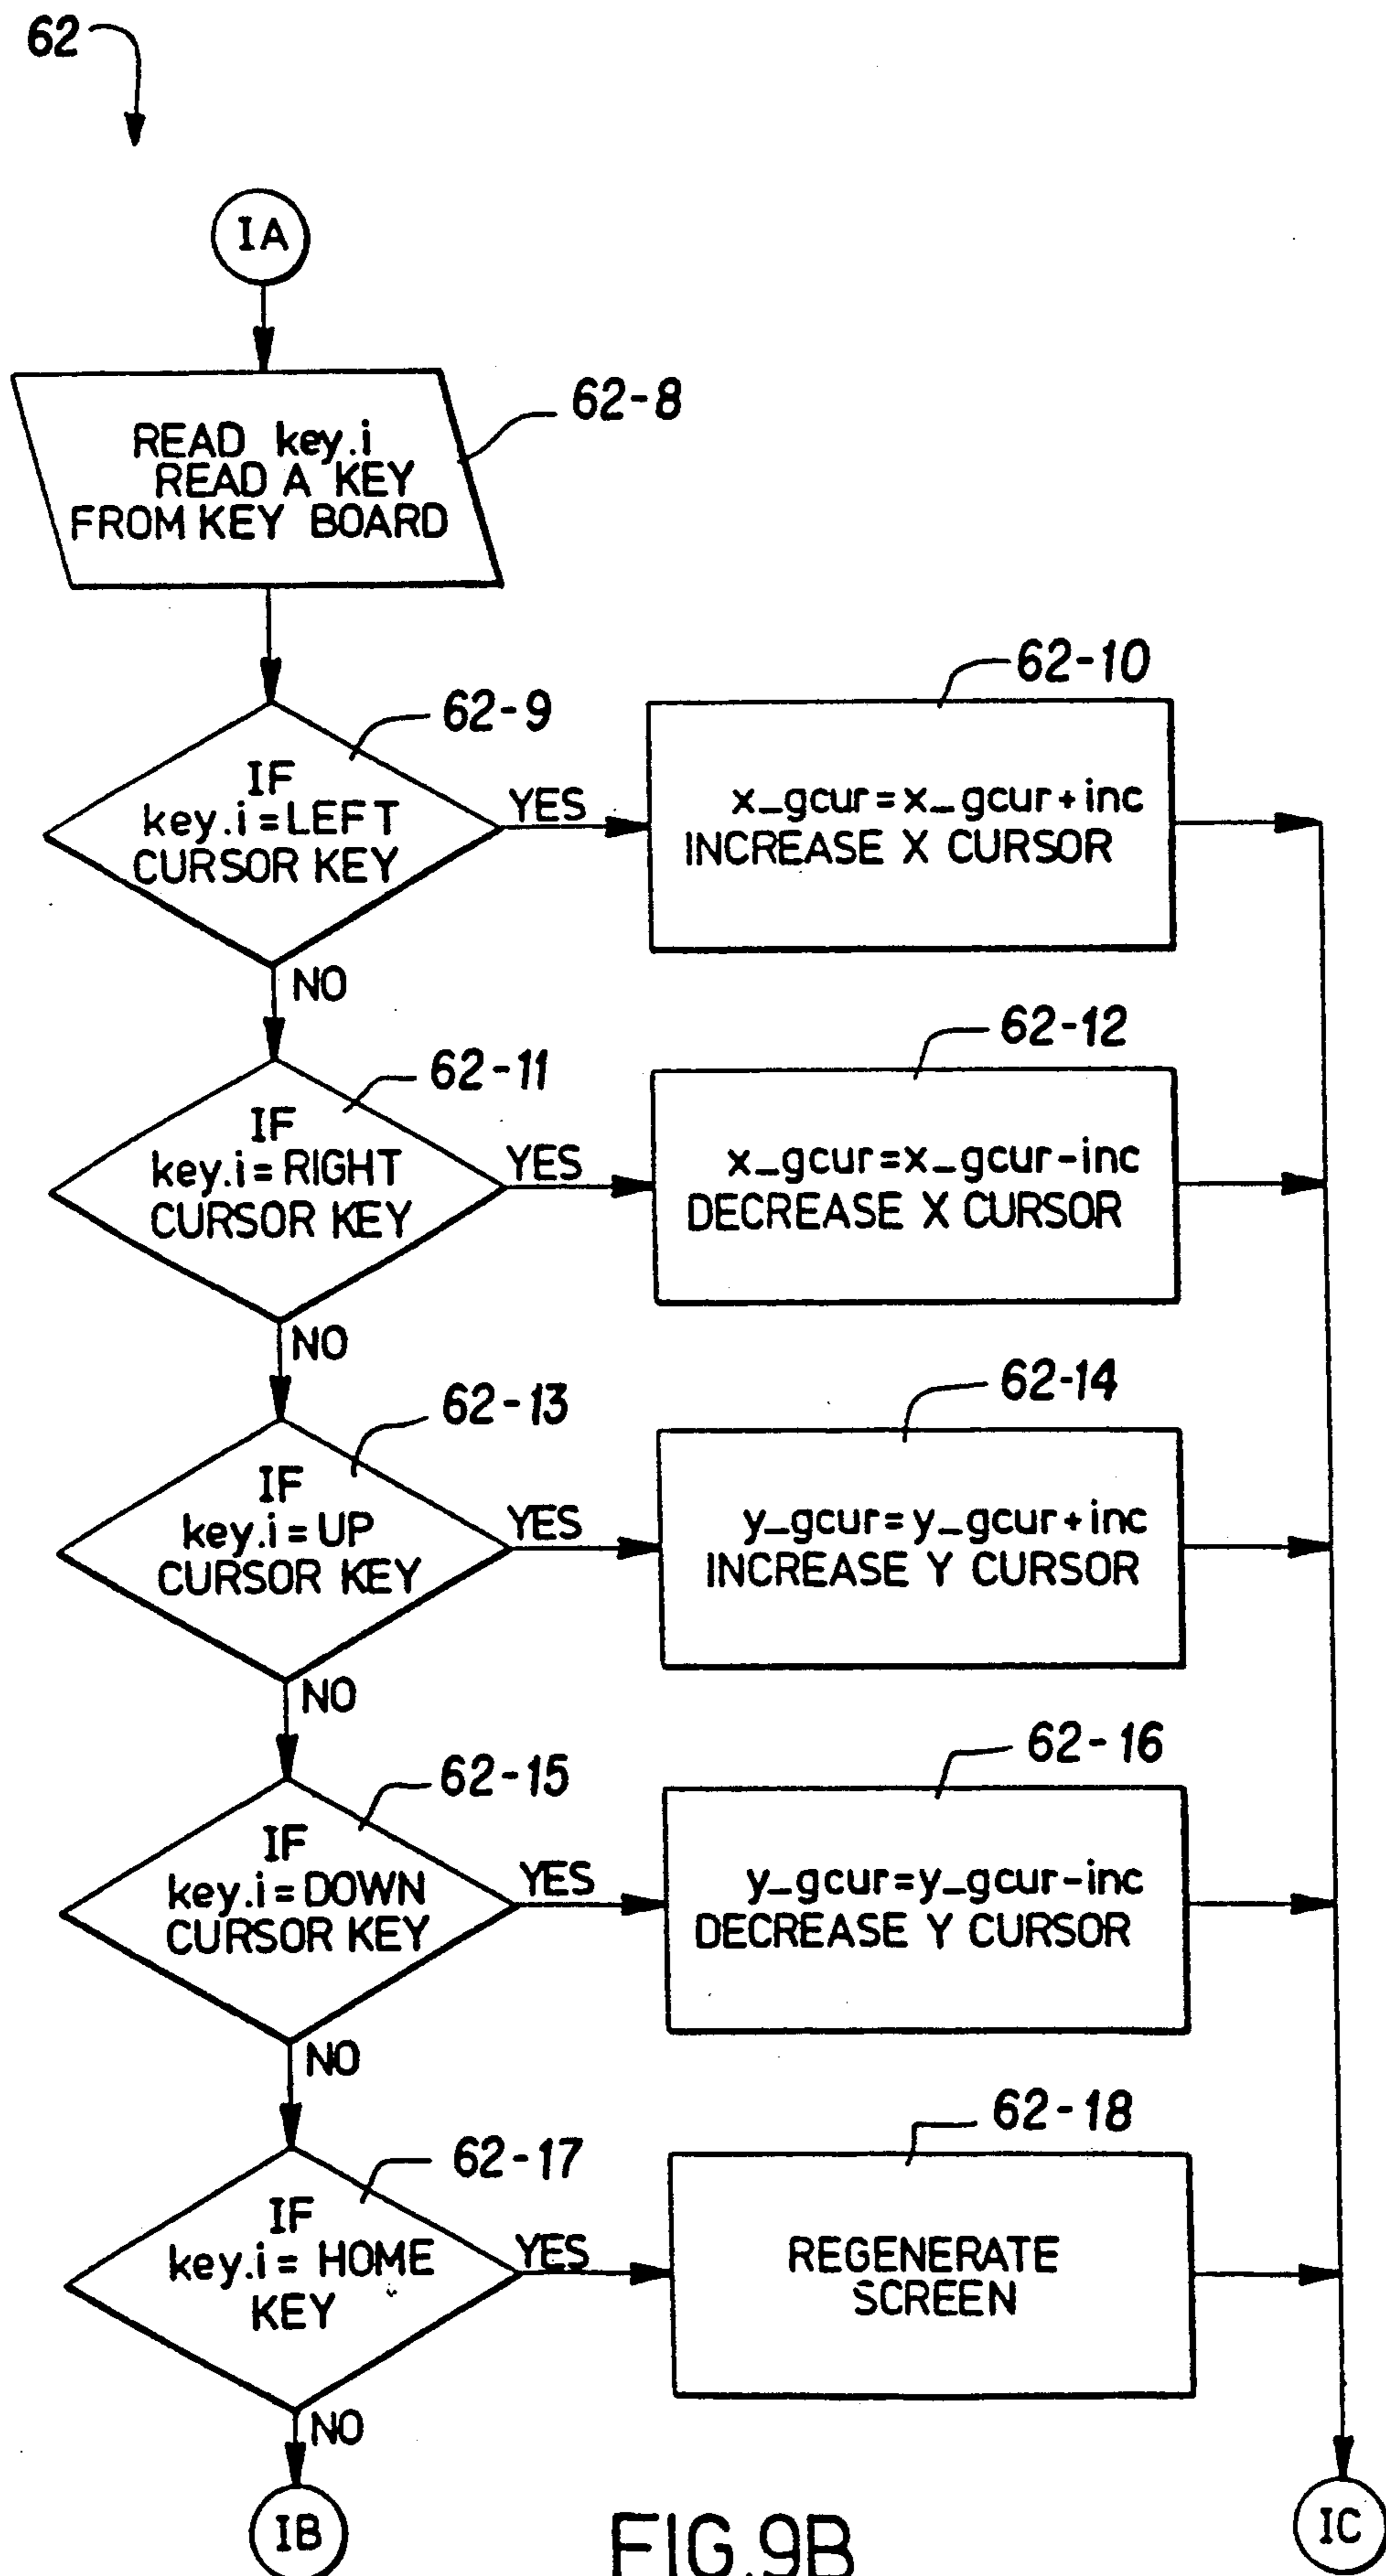 62
IA
62-8
READ key.i
READ A KEY
FROM KEY BOARD
62-9
IF
key.i=LEFT
CURSOR KEY
YES
NO
62-10
x_gcur=x_gcur+inc
INCREASE X CURSOR
62-11
IF
key.i=RIGHT
CURSOR KEY
YES
NO
62-12
x_gcur=x_gcur-inc
DECREASE X CURSOR
62-13
IF
key.i=UP
CURSOR KEY
YES
NO
62-14
y_gcur=y_gcur+inc
INCREASE Y CURSOR
62-15
IF
key.i=DOWN
CURSOR KEY
YES
NO
62-16
y_gcur=y_gcur-inc
DECREASE Y CURSOR
62-17
IF
key.i= HOME
KEY
YES
NO
62-18
REGENERATE
SCREEN
IB
IC
FIG.9B